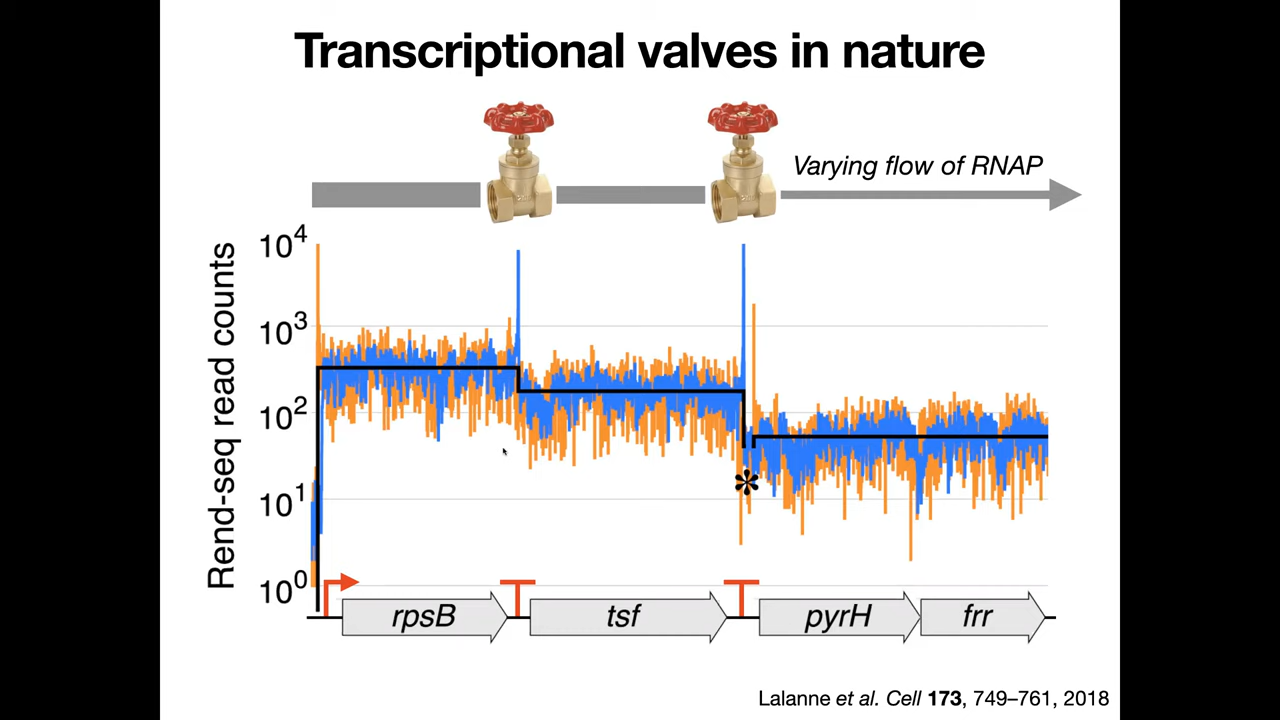 Transcriptional valves in nature
Varying flow of RNAP
Rend-seq read counts
10⁴
10³
10²
10¹
10⁰
*
rpsB
tsf
pyrH
frr
Lalanne et al. Cell 173, 749–761, 2018